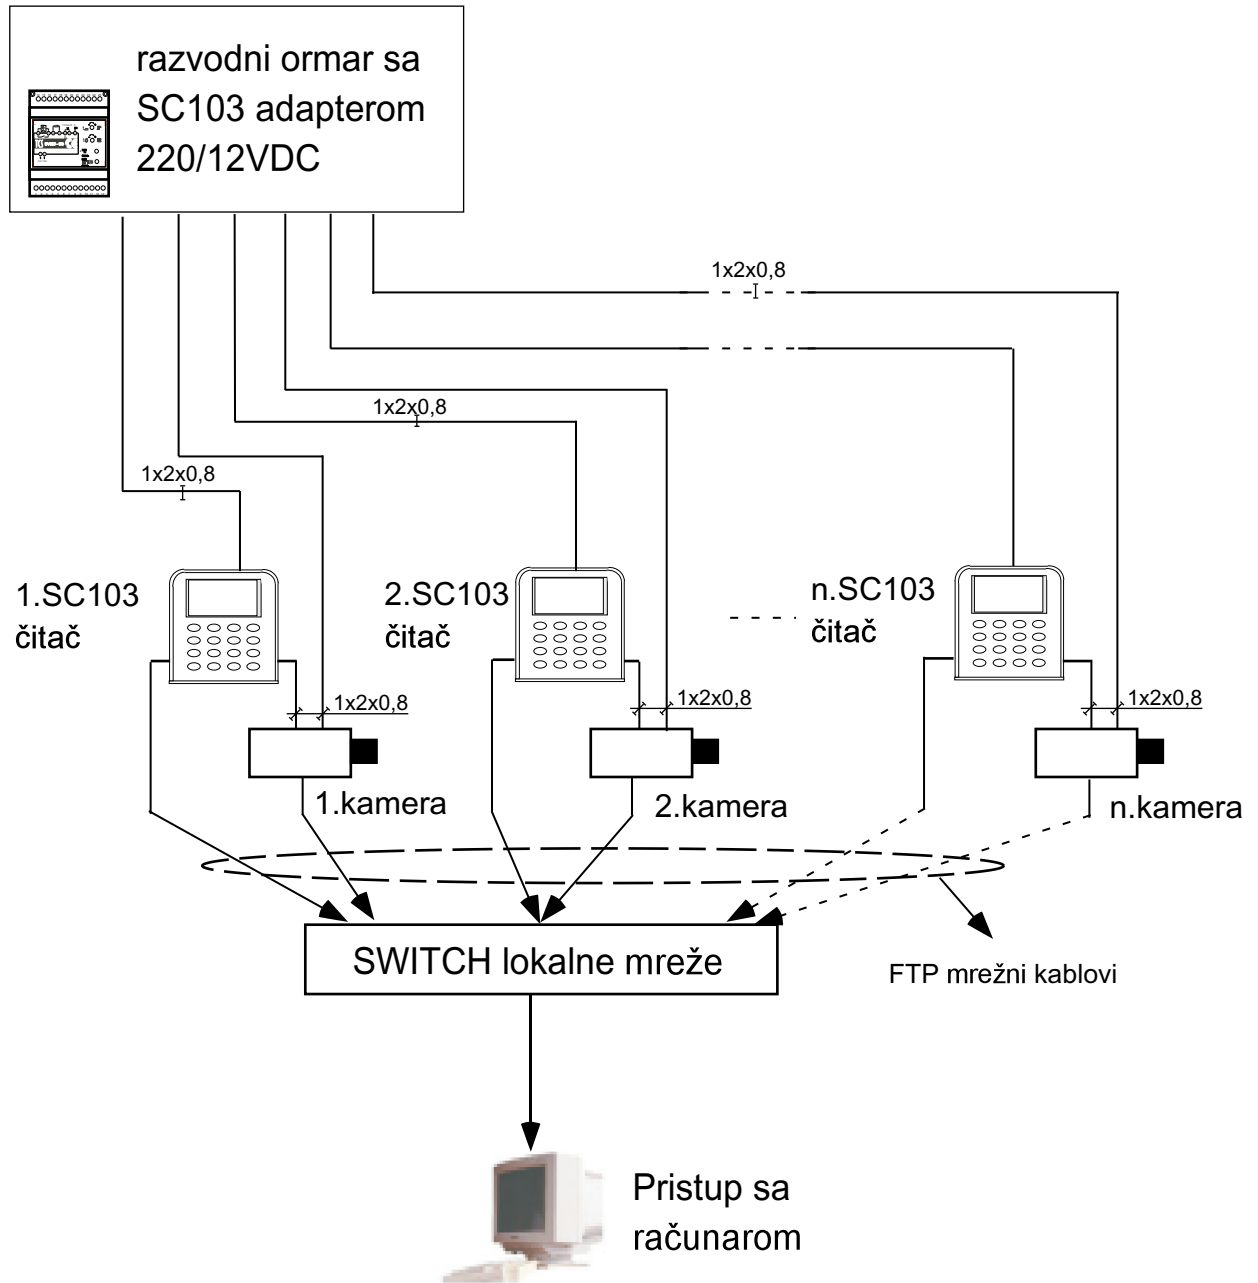 razvodni ormar sa
SC103 adapterom
220/12VDC
1x2x0,8
1x2x0,8
1x2x0,8
1.SC103
čitač
2.SC103
čitač
n.SC103
čitač
1x2x0,8
1x2x0,8
1x2x0,8
1.kamera
2.kamera
n.kamera
SWITCH lokalne mreže
FTP mrežni kablovi
Pristup sa
računarom